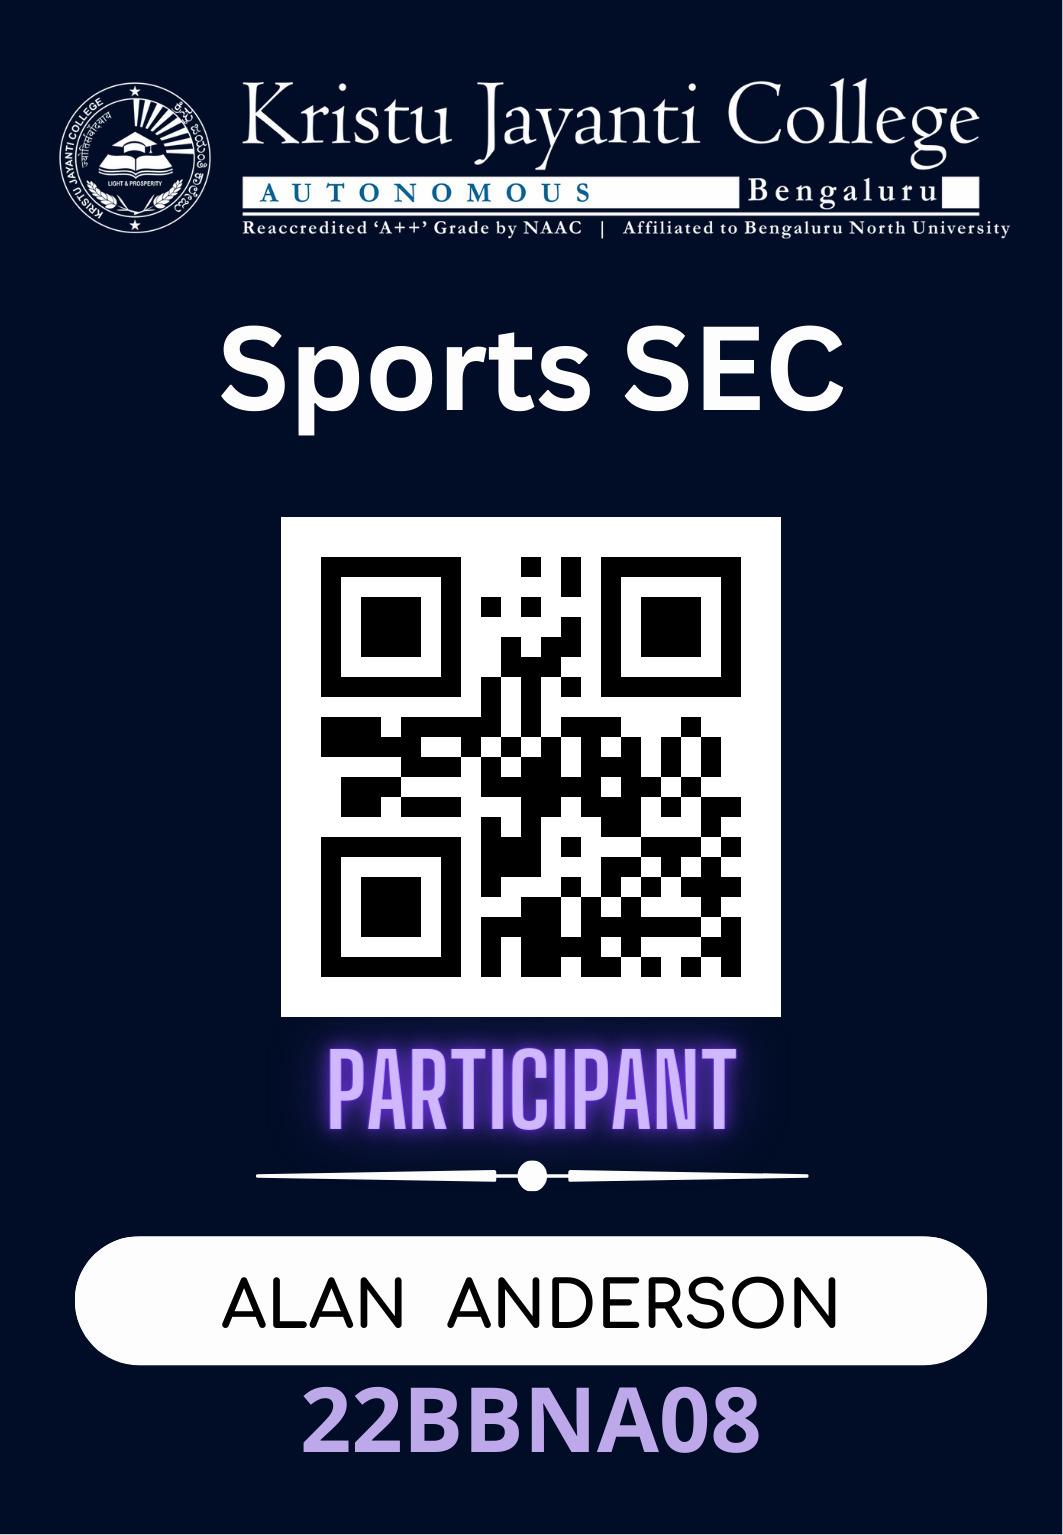 KRISTU JAYANTI COLLEGE
ज्योतिसंवादयाय
LIGHT & PROSPERITY
Kristu Jayanti College
AUTONOMOUS Bengaluru
Reaccredited ‘A++’ Grade by NAAC | Affiliated to Bengaluru North University
Sports SEC
PARTICIPANT
ALAN ANDERSON
22BBNA08